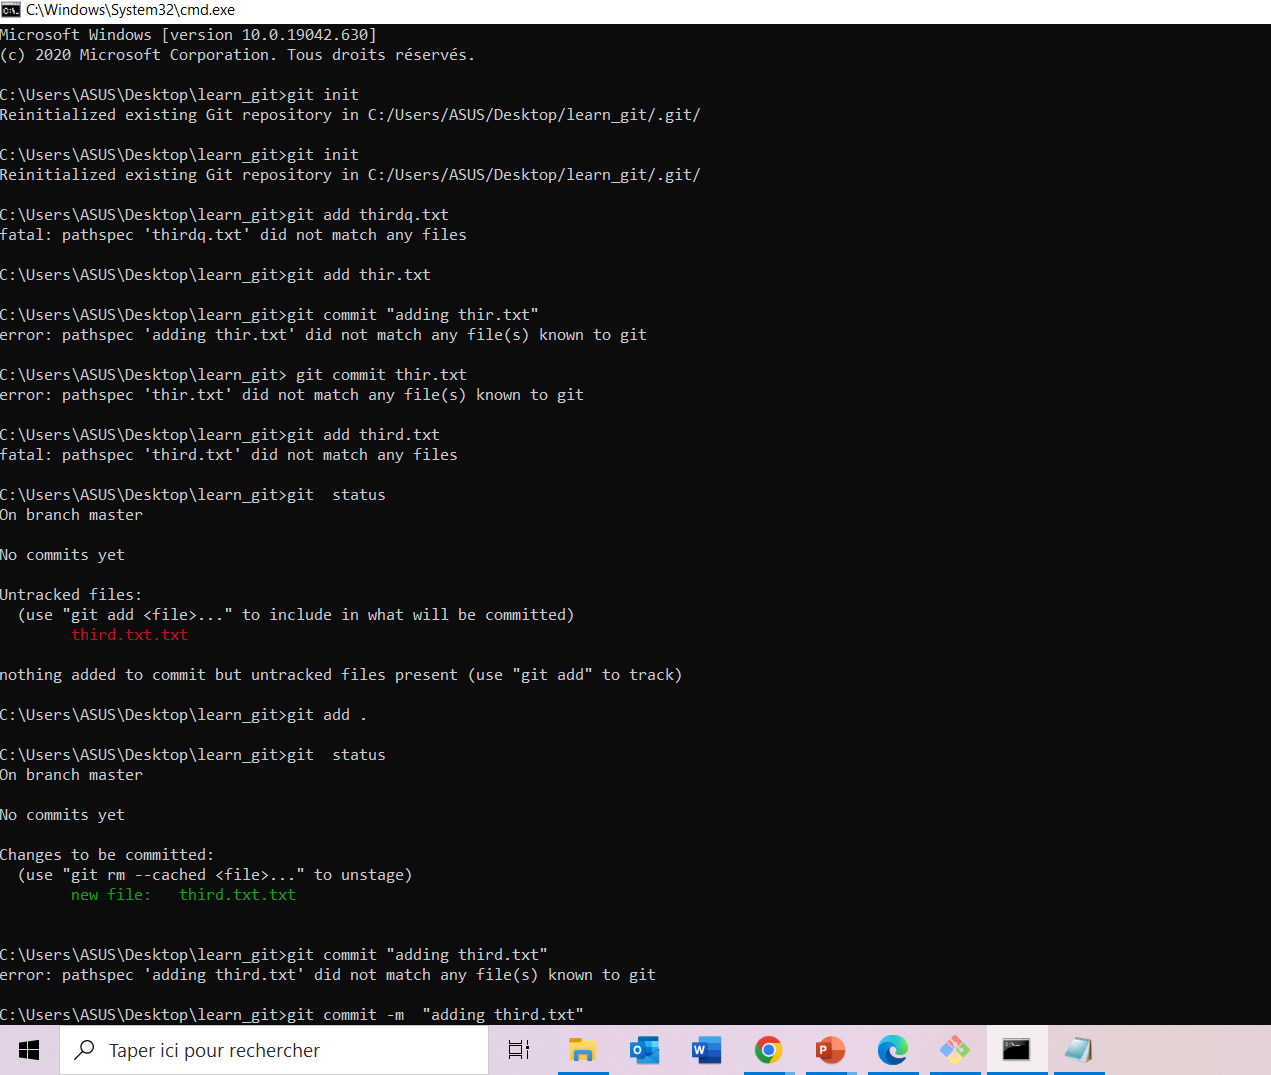 C:\Windows\System32\cmd.exe
Microsoft Windows [version 10.0.19042.630]
(c) 2020 Microsoft Corporation. Tous droits réservés.
C:\Users\ASUS\Desktop\learn_git>git init
Reinitialized existing Git repository in C:/Users/ASUS/Desktop/learn_git/.git/
C:\Users\ASUS\Desktop\learn_git>git init
Reinitialized existing Git repository in C:/Users/ASUS/Desktop/learn_git/.git/
C:\Users\ASUS\Desktop\learn_git>git add thirdq.txt
fatal: pathspec 'thirdq.txt' did not match any files
C:\Users\ASUS\Desktop\learn_git>git add thir.txt
C:\Users\ASUS\Desktop\learn_git>git commit "adding thir.txt"
error: pathspec 'adding thir.txt' did not match any file(s) known to git
C:\Users\ASUS\Desktop\learn_git> git commit thir.txt
error: pathspec 'thir.txt' did not match any file(s) known to git
C:\Users\ASUS\Desktop\learn_git>git add third.txt
fatal: pathspec 'third.txt' did not match any files
C:\Users\ASUS\Desktop\learn_git>git  status
On branch master
No commits yet
Untracked files:
  (use "git add <file>..." to include in what will be committed)
        third.txt.txt
nothing added to commit but untracked files present (use "git add" to track)
C:\Users\ASUS\Desktop\learn_git>git add .
C:\Users\ASUS\Desktop\learn_git>git  status
On branch master
No commits yet
Changes to be committed:
  (use "git rm --cached <file>..." to unstage)
        new file:   third.txt.txt
C:\Users\ASUS\Desktop\learn_git>git commit "adding third.txt"
error: pathspec 'adding third.txt' did not match any file(s) known to git
C:\Users\ASUS\Desktop\learn_git>git commit -m  "adding third.txt"
Taper ici pour rechercher